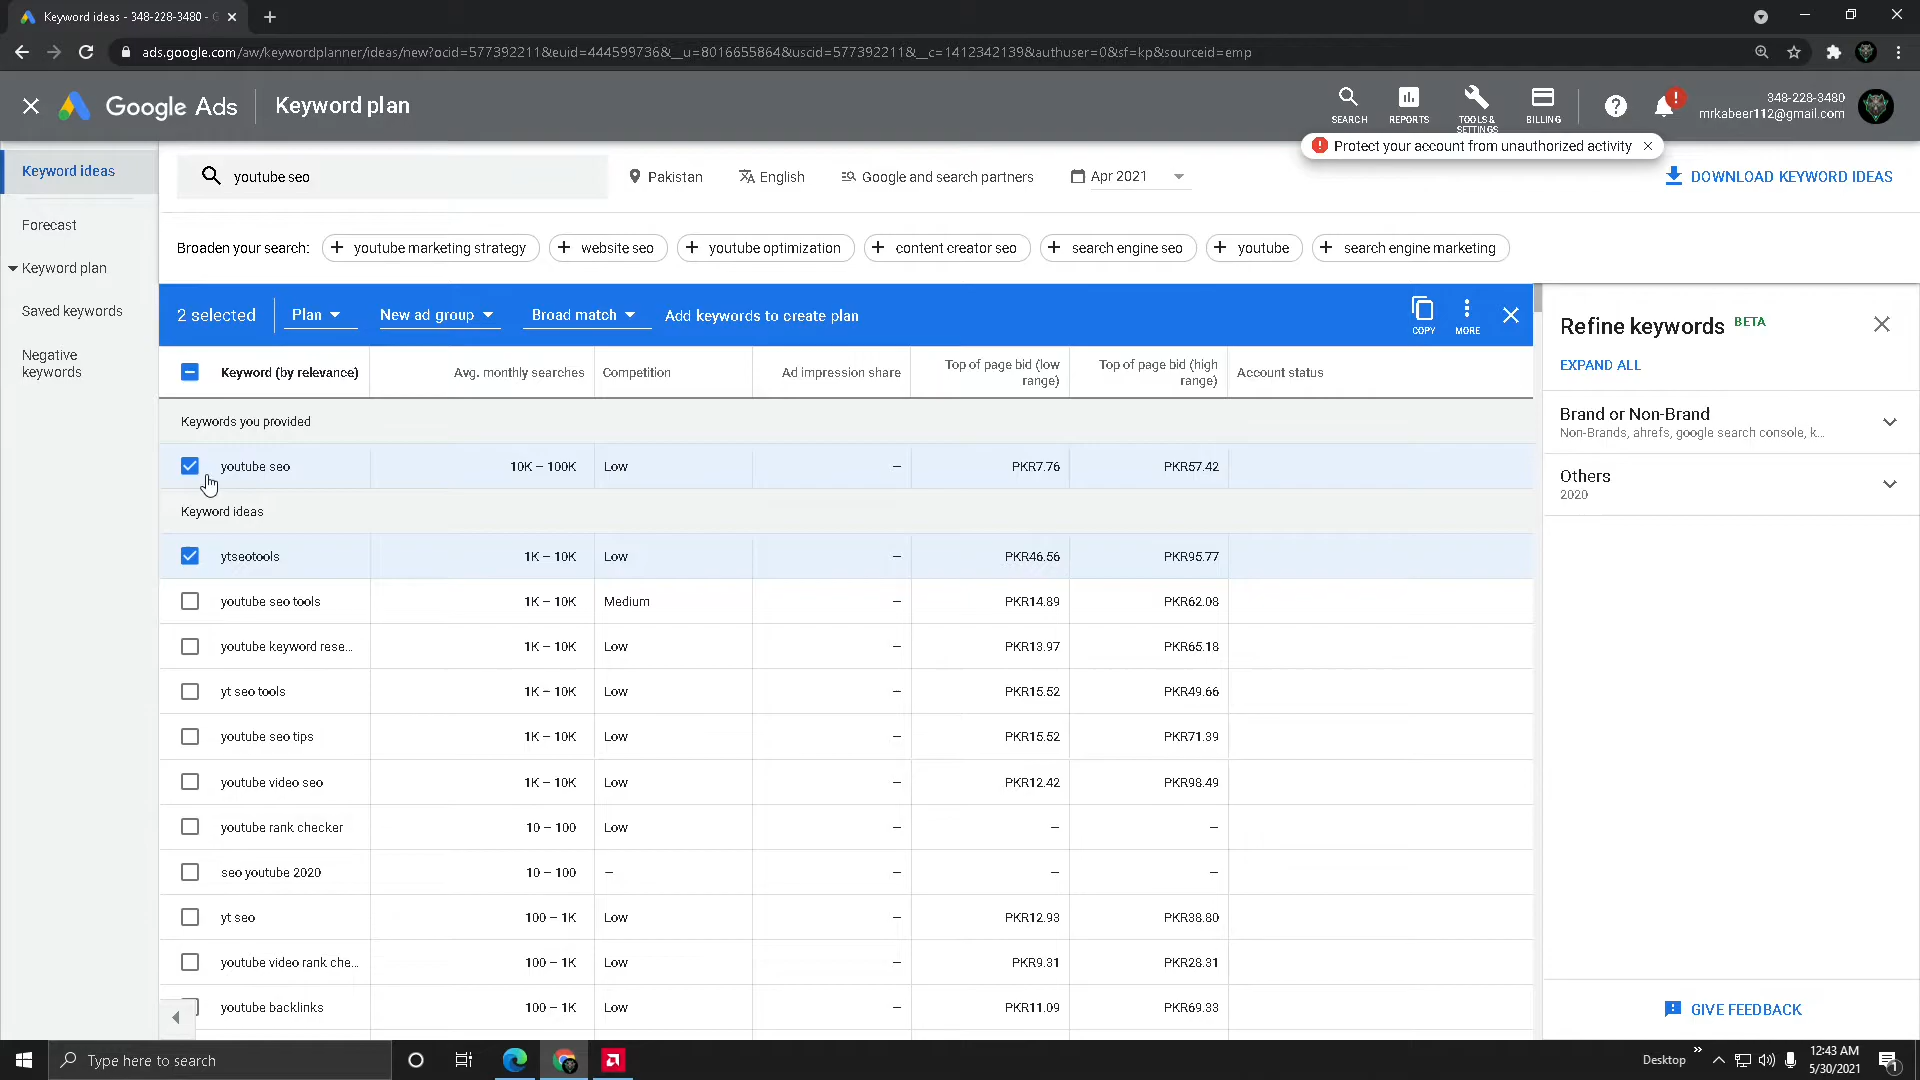 Keyword ideas - 348-228-3480 - G
ads.google.com/aw/keywordplanner/ideas/new?ocid=577392211&euid=444599736&__u=8016655864&uscid=577392211&__c=1412342139&authuser=0&sf=kp&sourceid=emp
Google Ads
Keyword plan
SEARCH
REPORTS
TOOLS & SETTINGS
BILLING
348-228-3480
mrkabeer112@gmail.com
Protect your account from unauthorized activity
Keyword ideas
Forecast
Keyword plan
Saved keywords
Negative keywords
youtube seo
Pakistan
English
Google and search partners
Apr 2021
DOWNLOAD KEYWORD IDEAS
Broaden your search:
youtube marketing strategy
website seo
youtube optimization
content creator seo
search engine seo
youtube
search engine marketing
2 selected
Plan
New ad group
Broad match
Add keywords to create plan
COPY
MORE
Keyword (by relevance) Avg. monthly searches Competition Ad impression share Top of page bid (low range) Top of page bid (high range) Account status
Keywords you provided
youtube seo 10K – 100K Low – PKR7.76 PKR57.42
Keyword ideas
ytseotools 1K – 10K Low – PKR46.56 PKR95.77
youtube seo tools 1K – 10K Medium – PKR14.89 PKR62.08
youtube keyword rese... 1K – 10K Low – PKR13.97 PKR65.18
yt seo tools 1K – 10K Low – PKR15.52 PKR49.66
youtube seo tips 1K – 10K Low – PKR15.52 PKR71.39
youtube video seo 1K – 10K Low – PKR12.42 PKR98.49
youtube rank checker 10 – 100 Low – – –
seo youtube 2020 10 – 100 – – – –
yt seo 100 – 1K Low – PKR12.93 PKR38.80
youtube video rank che... 100 – 1K Low – PKR9.31 PKR28.31
youtube backlinks 100 – 1K Low – PKR11.09 PKR69.33
Refine keywords BETA
EXPAND ALL
Brand or Non-Brand
Non-Brands, ahrefs, google search console, k...
Others
2020
GIVE FEEDBACK
Type here to search
Desktop
12:43 AM
5/30/2021
1